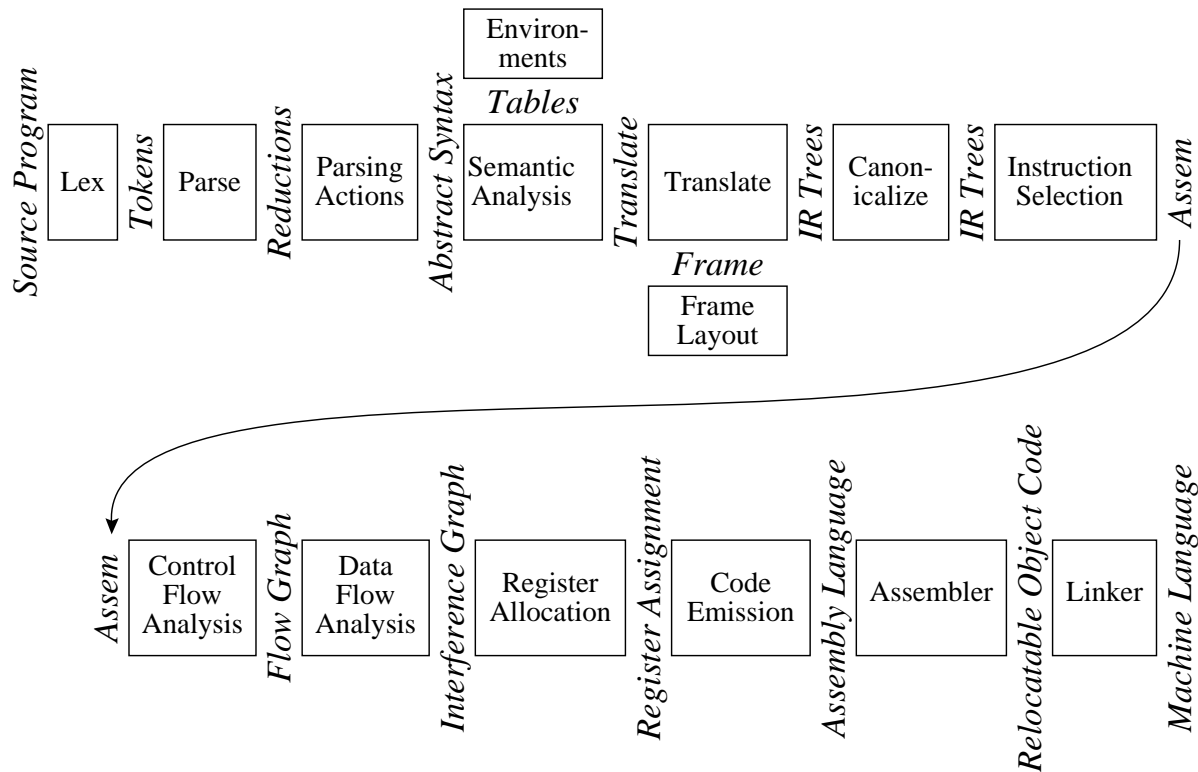 Environ-
ments
Tables
Source Program
Lex
Tokens
Parse
Reductions
Parsing
Actions
Abstract Syntax
Semantic
Analysis
Translate
Translate
IR Trees
Canon-
icalize
IR Trees
Instruction
Selection
Assem
Frame
Frame
Layout
Assem
Control
Flow
Analysis
Flow Graph
Data
Flow
Analysis
Interference Graph
Register
Allocation
Register Assignment
Code
Emission
Assembly Language
Assembler
Relocatable Object Code
Linker
Machine Language